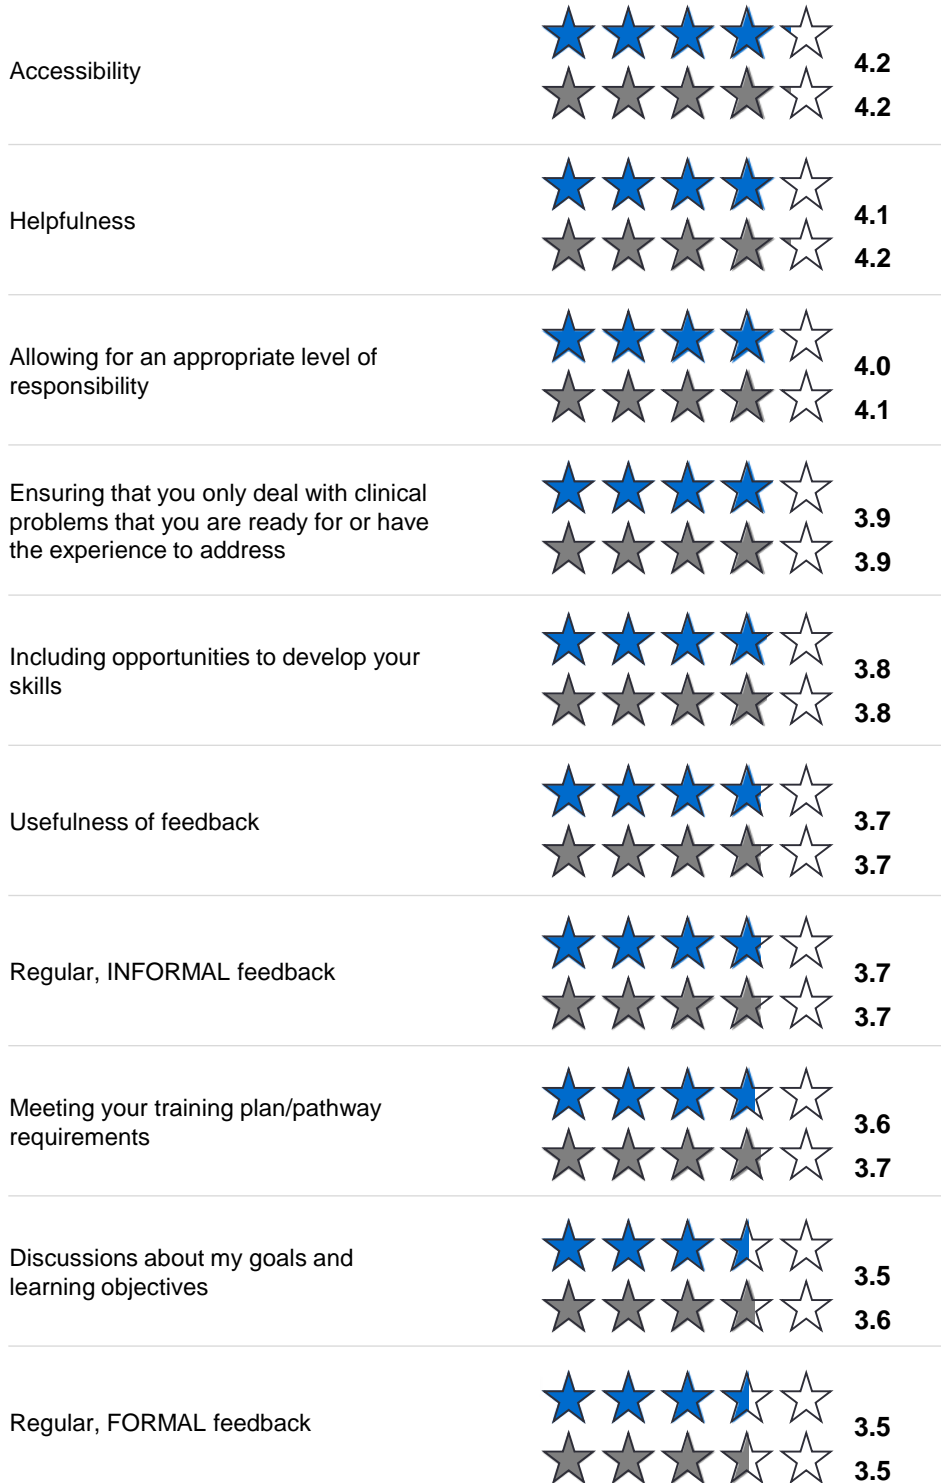 Accessibility
4.2
4.2
Helpfulness
4.1
4.2
Allowing for an appropriate level of
responsibility
4.0
4.1
Ensuring that you only deal with clinical
problems that you are ready for or have
the experience to address
3.9
3.9
Including opportunities to develop your
skills
3.8
3.8
Usefulness of feedback
3.7
3.7
Regular, INFORMAL feedback
3.7
3.7
Meeting your training plan/pathway
requirements
3.6
3.7
Discussions about my goals and
learning objectives
3.5
3.6
Regular, FORMAL feedback
3.5
3.5